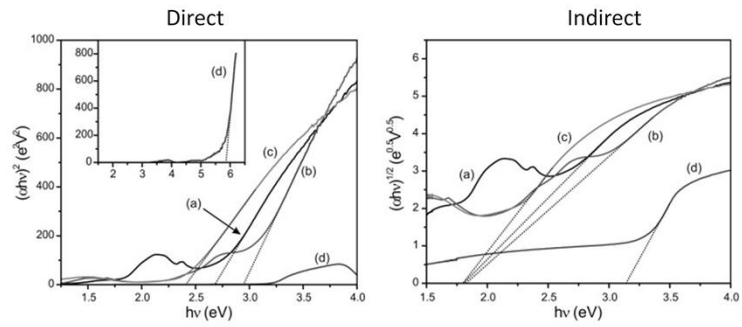 Direct
Indirect
1000
800
600
400
200
0
(αhν)² (e²V²)
1.5
2.0
2.5
3.0
3.5
4.0
hν (eV)
800
600
400
200
0
2
3
4
5
6
(d)
(c)
(b)
(a)
(d)
6
5
4
3
2
1
0
(αhν)^1/2 (e^0.5V^0.5)
1.5
2.0
2.5
3.0
3.5
4.0
hν (eV)
(c)
(b)
(a)
(d)